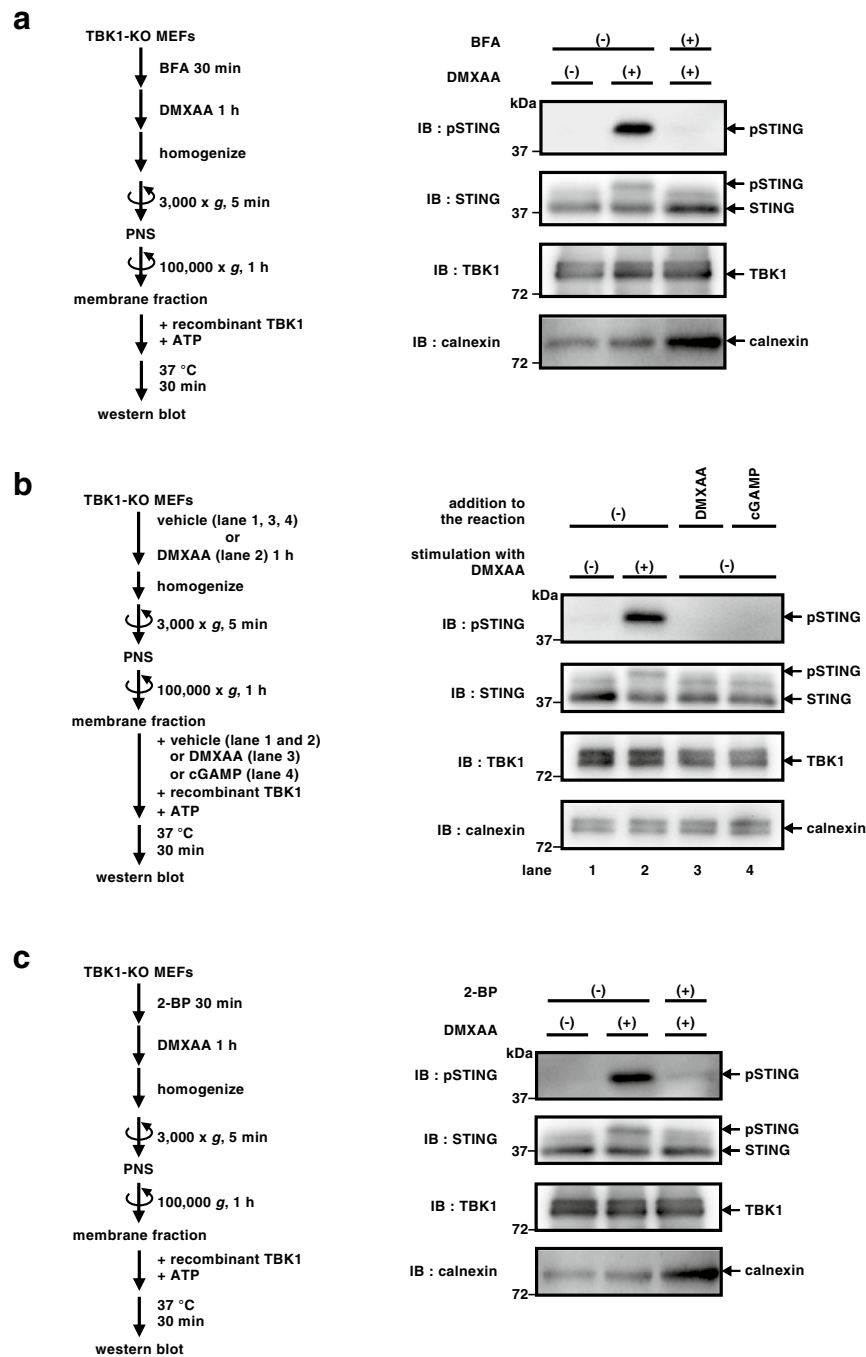 a
TBK1-KO MEFs
BFA 30 min
DMXAA 1 h
homogenize
3,000 x g, 5 min
PNS
100,000 x g, 1 h
membrane fraction
+ recombinant TBK1
+ ATP
37 °C
30 min
western blot
BFA (-) (+)
DMXAA (-) (+) (+)
kDa
IB : pSTING pSTING
37
IB : STING pSTING
37 STING
IB : TBK1 TBK1
72
IB : calnexin calnexin
72
b
TBK1-KO MEFs
vehicle (lane 1, 3, 4)
or
DMXAA (lane 2) 1 h
homogenize
3,000 x g, 5 min
PNS
100,000 x g, 1 h
membrane fraction
+ vehicle (lane 1 and 2)
or DMXAA (lane 3)
or cGAMP (lane 4)
+ recombinant TBK1
+ ATP
37 °C
30 min
western blot
addition to
the reaction (-) DMXAA cGAMP
stimulation with
DMXAA (-) (+) (-)
kDa
IB : pSTING pSTING
37
IB : STING pSTING
37 STING
IB : TBK1 TBK1
72
IB : calnexin calnexin
72
lane 1 2 3 4
c
TBK1-KO MEFs
2-BP 30 min
DMXAA 1 h
homogenize
3,000 x g, 5 min
PNS
100,000 g, 1 h
membrane fraction
+ recombinant TBK1
+ ATP
37 °C
30 min
western blot
2-BP (-) (+)
DMXAA (-) (+) (+)
kDa
IB : pSTING pSTING
37
IB : STING pSTING
37 STING
IB : TBK1 TBK1
72
IB : calnexin calnexin
72